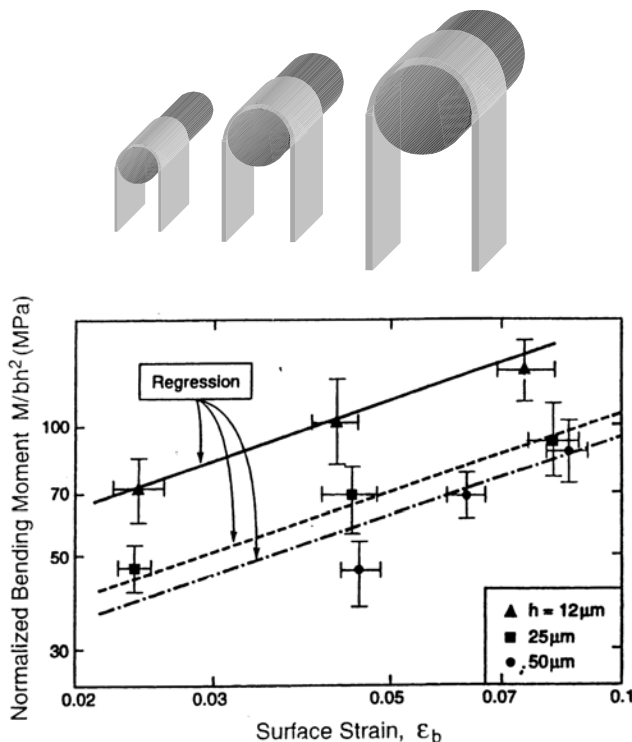 Normalized Bending Moment M/bh² (MPa)
Regression
100
70
50
30
▲ h = 12μm
■ 25μm
● 50μm
0.02
0.03
0.05
0.07
0.1
Surface Strain, ε_b